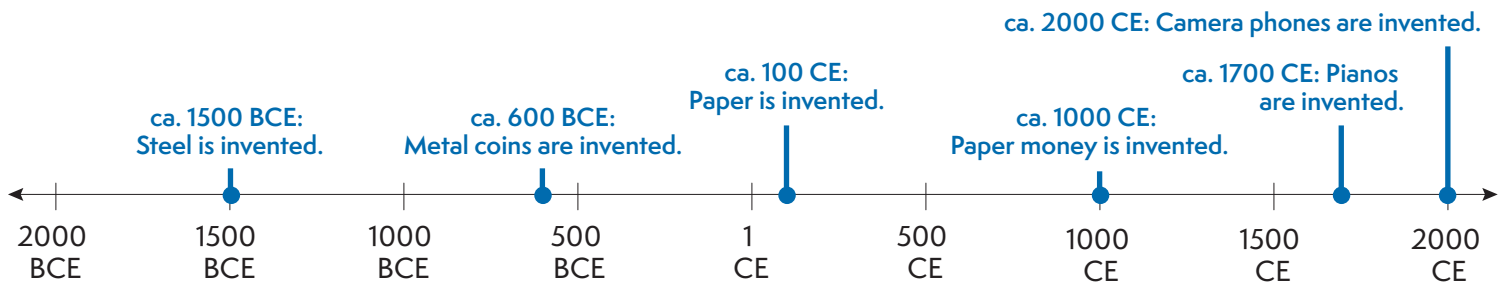 ca. 2000 CE: Camera phones are invented.
ca. 100 CE:
Paper is invented.
ca. 1700 CE: Pianos
are invented.
ca. 1500 BCE:
Steel is invented.
ca. 600 BCE:
Metal coins are invented.
ca. 1000 CE:
Paper money is invented.
2000
BCE
1500
BCE
1000
BCE
500
BCE
1
CE
500
CE
1000
CE
1500
CE
2000
CE